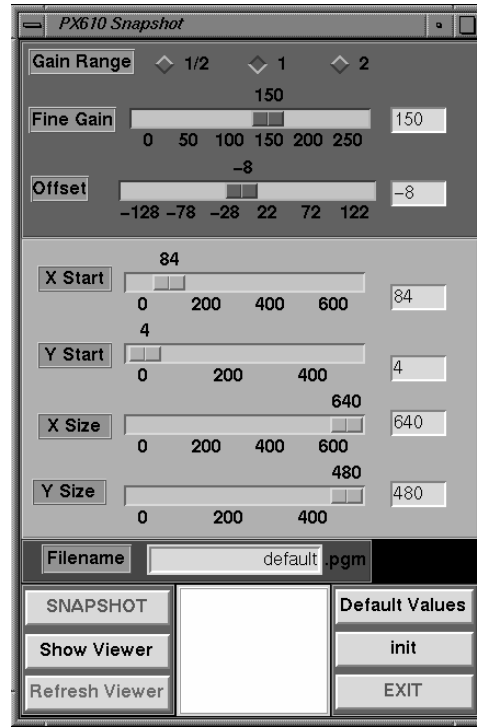 PX610 Snapshot
Gain Range 1/2 1 2
150
Fine Gain 150
0 50 100 150 200 250
-8
Offset -8
-128 -78 -28 22 72 122
84
X Start 84
0 200 400 600
4
Y Start 4
0 200 400
640
X Size 640
0 200 400 600
480
Y Size 480
0 200 400
Filename default .pgm
SNAPSHOT Default Values
Show Viewer init
Refresh Viewer EXIT